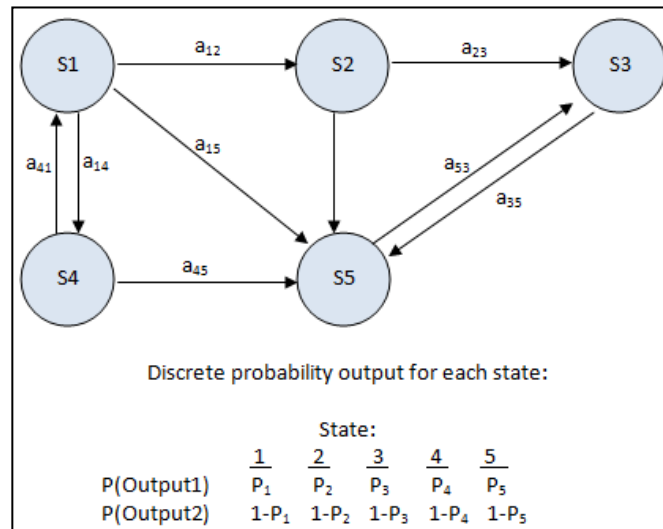 S1 a₁₂ S2 a₂₃ S3
a₄₁ a₁₄ a₁₅ a₅₃ a₃₅
S4 a₄₅ S5
Discrete probability output for each state:
State:
1 2 3 4 5
P(Output1) P₁ P₂ P₃ P₄ P₅
P(Output2) 1-P₁ 1-P₂ 1-P₃ 1-P₄ 1-P₅